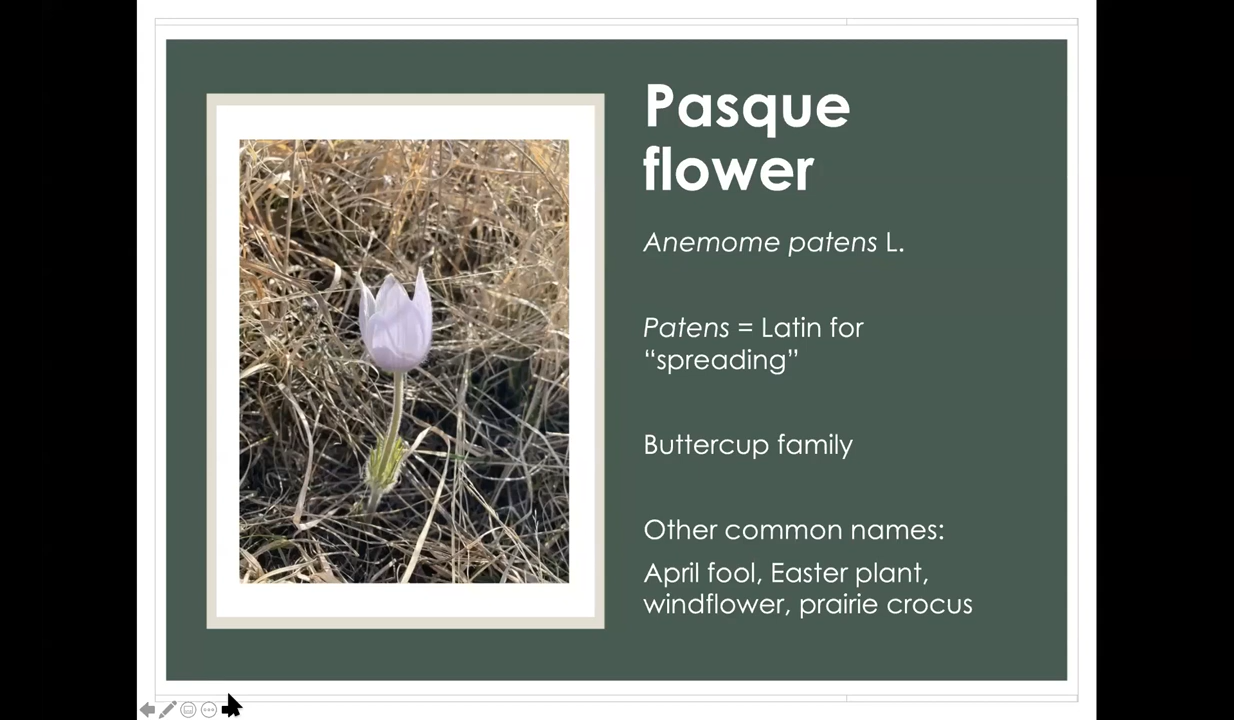 Pasque
flower
Anemome patens L.
Patens = Latin for
“spreading”
Buttercup family
Other common names:
April fool, Easter plant,
windflower, prairie crocus